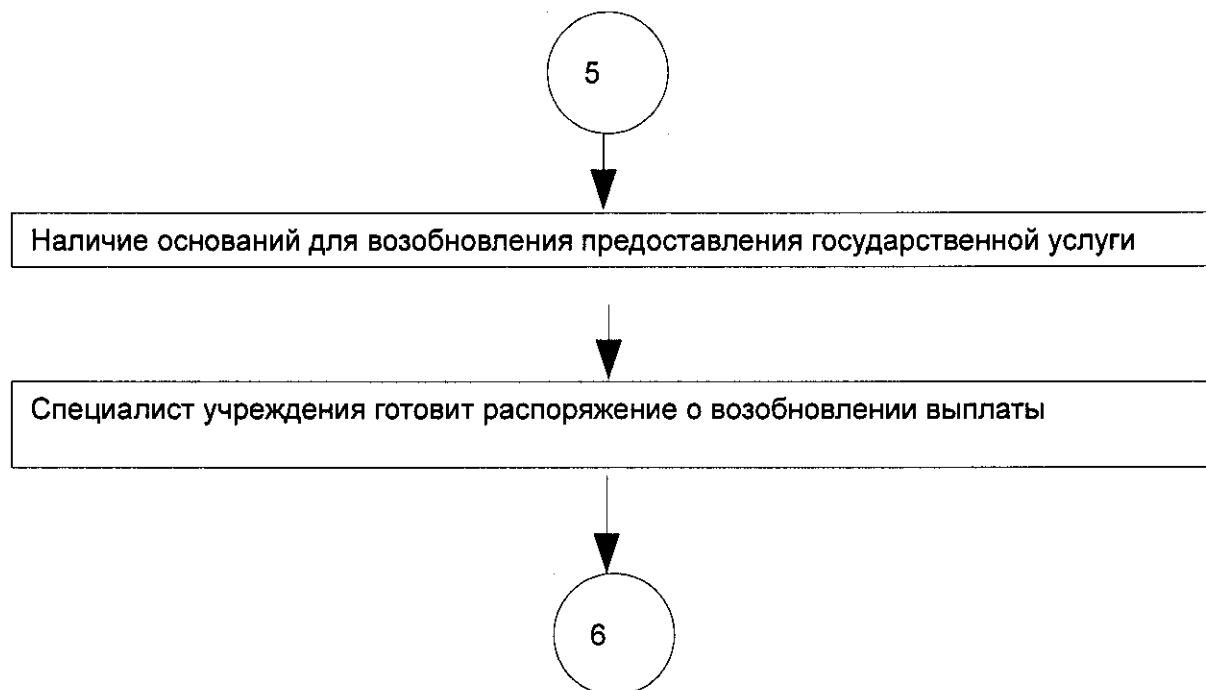 5
Наличие оснований для возобновления предоставления государственной услуги
Специалист учреждения готовит распоряжение о возобновлении выплаты
6